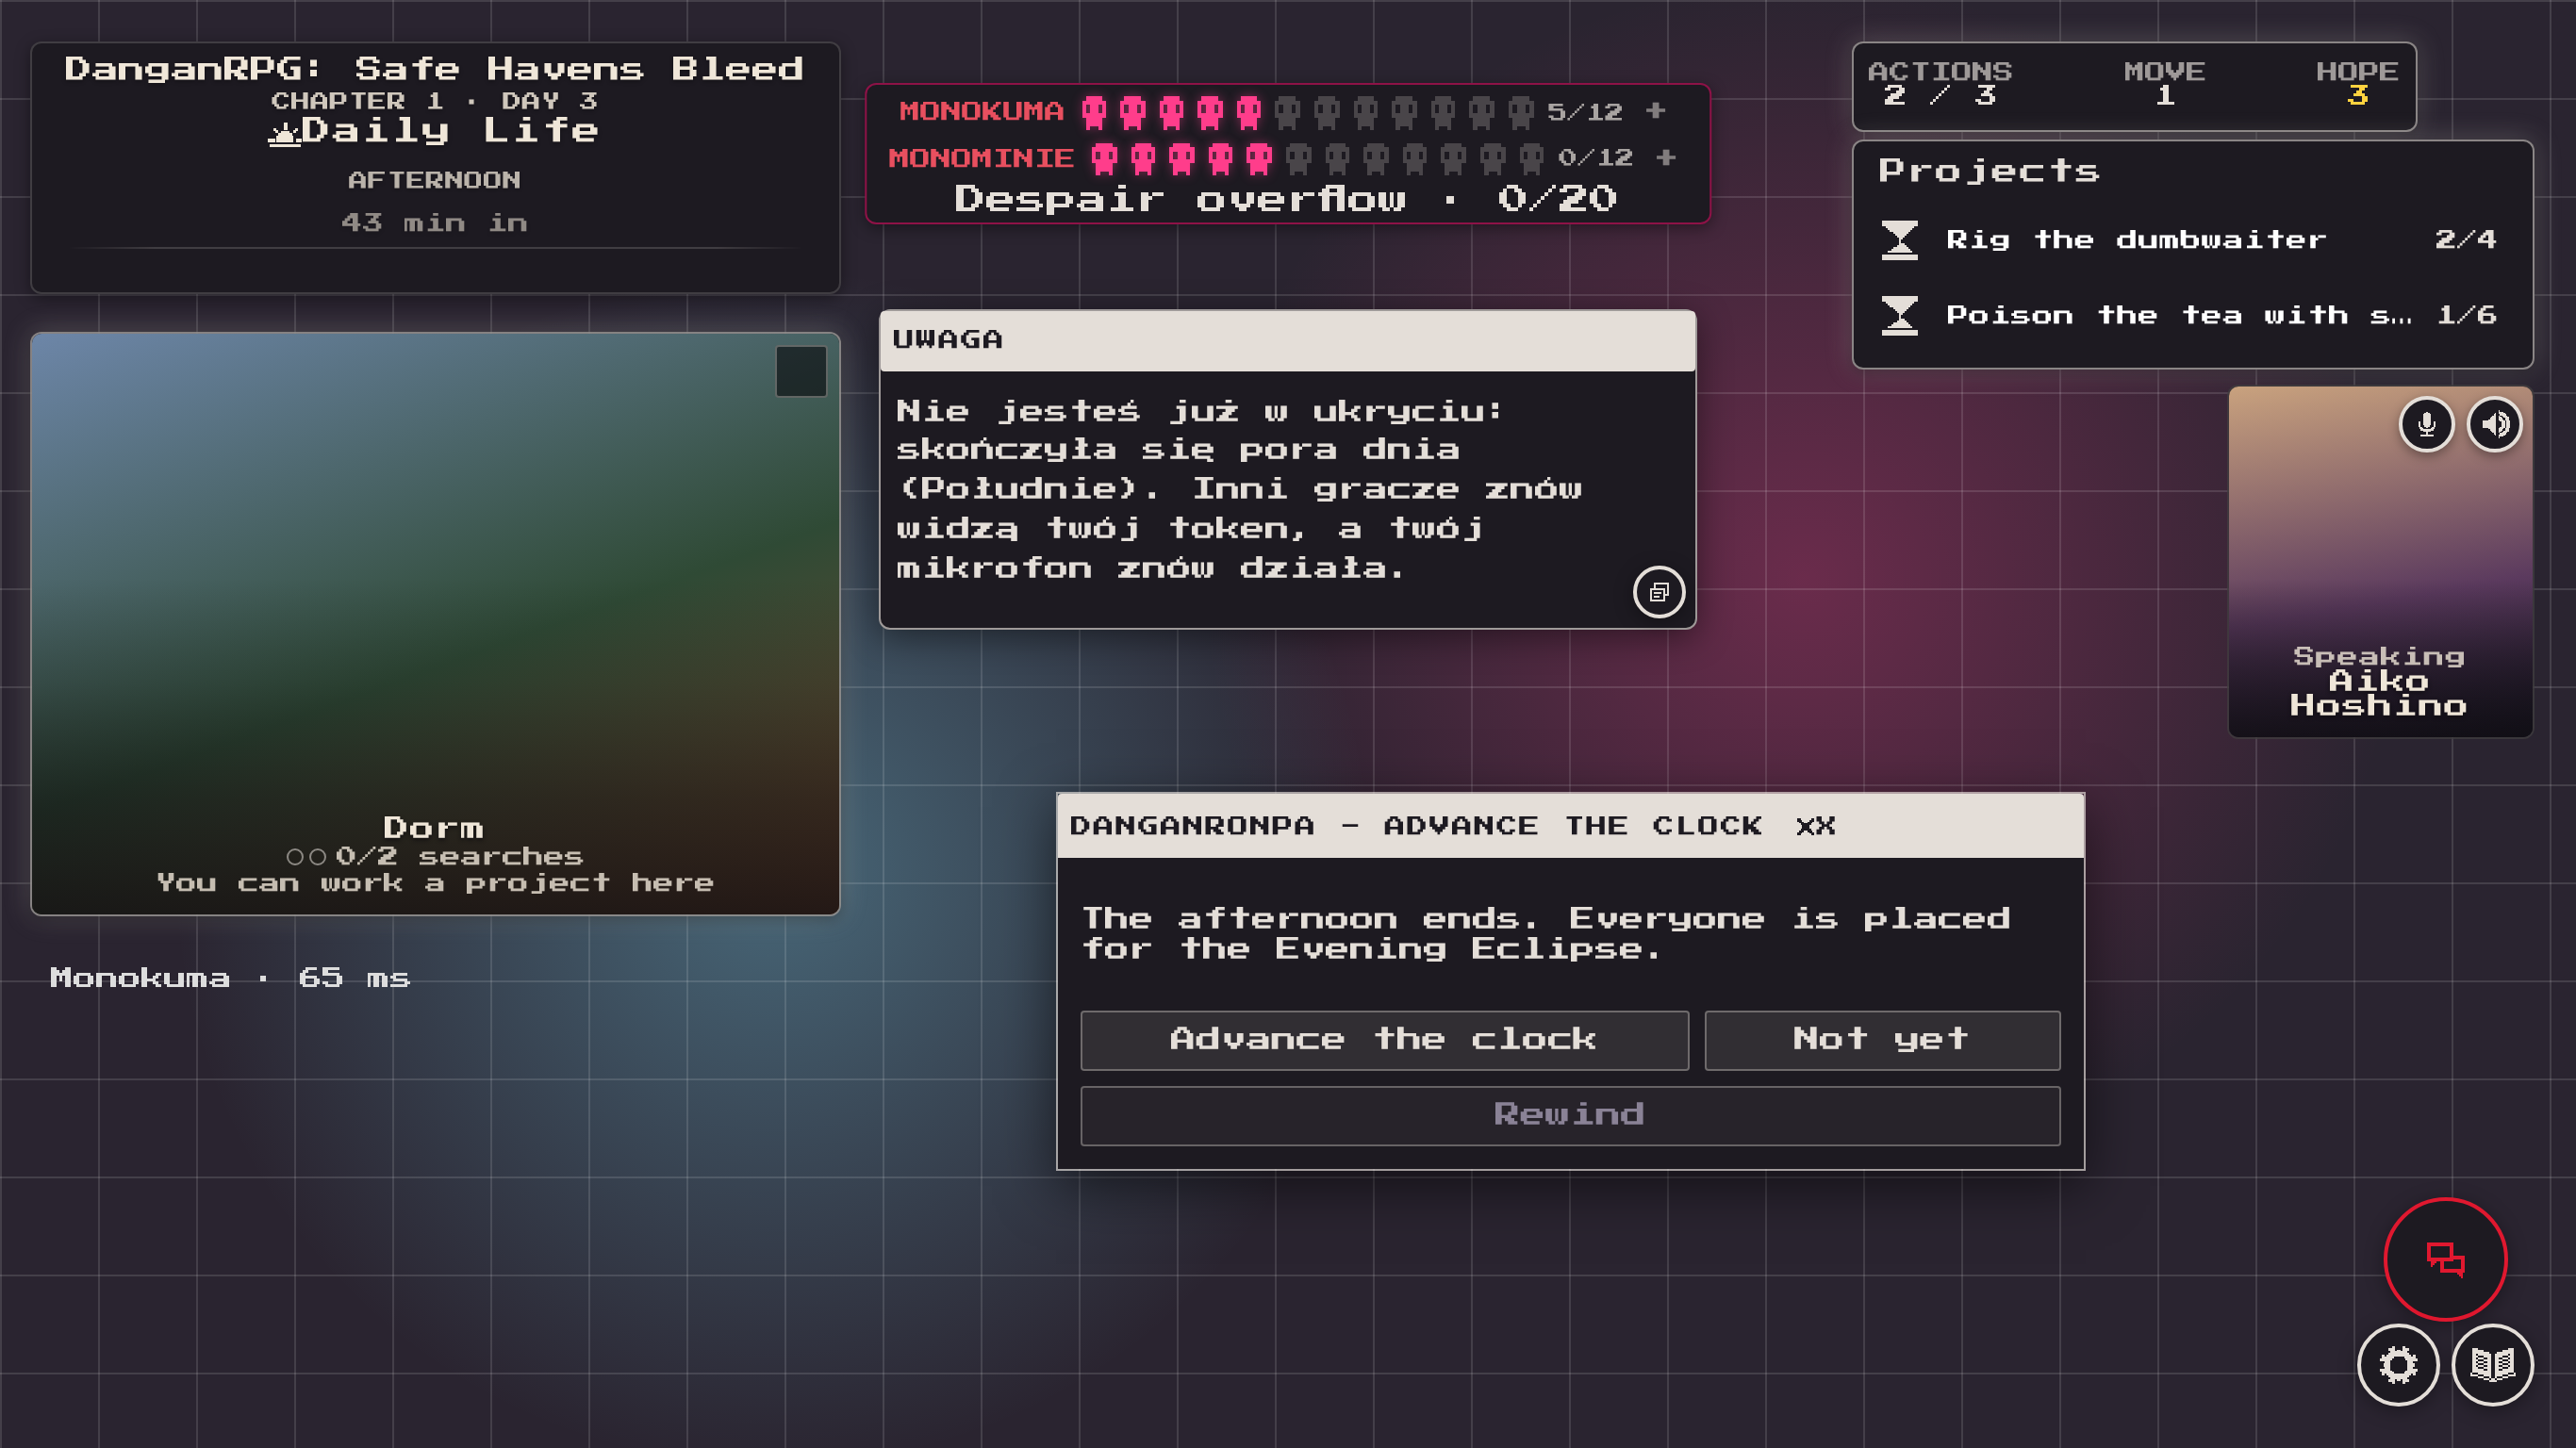 DanganRPG: Safe Havens Bleed
CHAPTER 1 · DAY 3
Daily Life
AFTERNOON
43 min in
MONOKUMA 5/12 +
MONOMINIE 0/12 +
Despair overflow · 0/20
ACTIONS MOVE HOPE
2 / 3 1 3
Projects
Rig the dumbwaiter 2/4
Poison the tea with s… 1/6
UWAGA
Nie jesteś już w ukryciu:
skończyła się pora dnia
(Południe). Inni gracze znów
widzą twój token, a twój
mikrofon znów działa.
Speaking
Aiko
Hoshino
Dorm
0/2 searches
You can work a project here
Monokuma · 65 ms
DANGANRONPA – ADVANCE THE CLOCK xX
The afternoon ends. Everyone is placed
for the Evening Eclipse.
Advance the clock
Not yet
Rewind